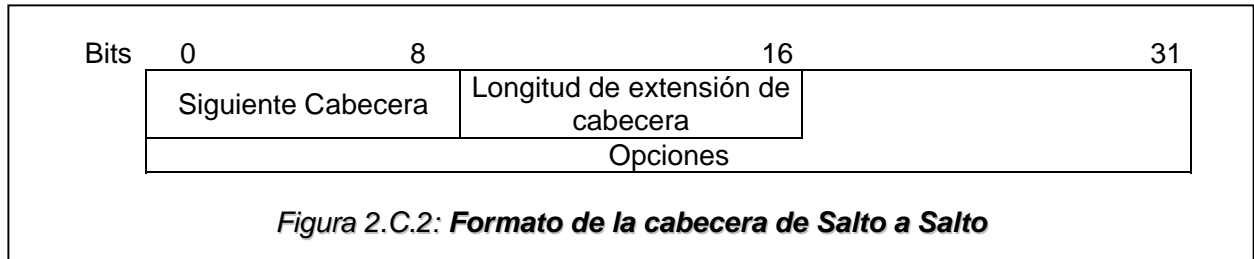 Bits 0 8 16 31
Siguiente Cabecera
Longitud de extensión de
cabecera
Opciones
Figura 2.C.2: Formato de la cabecera de Salto a Salto